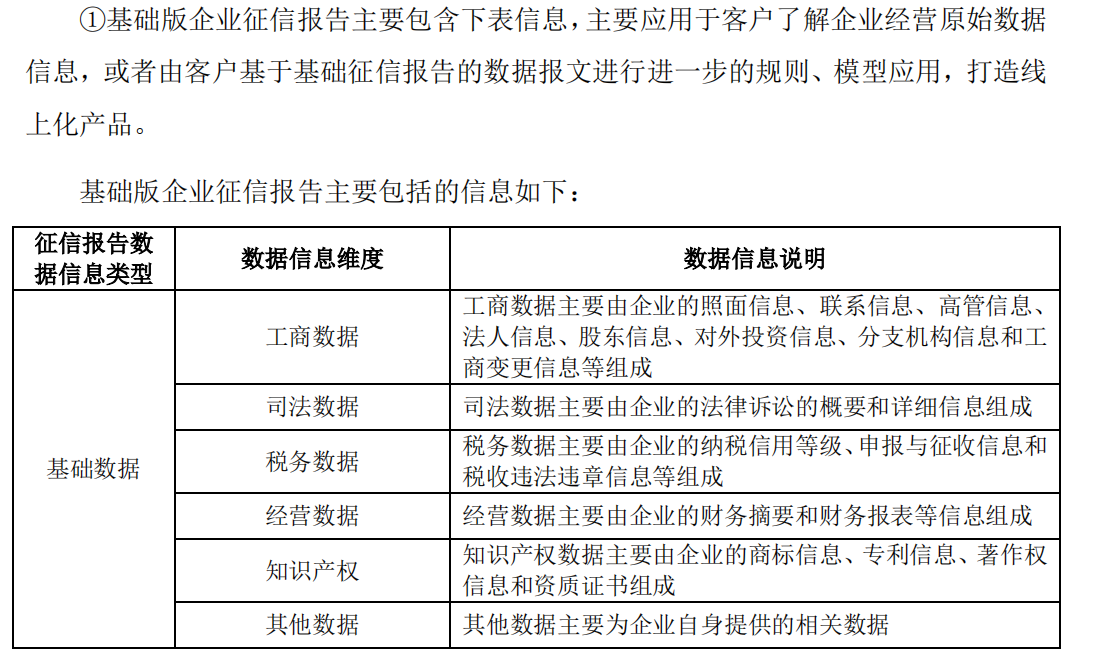 ①基础版企业征信报告主要包含下表信息，主要应用于客户了解企业经营原始数据
信息，或者由客户基于基础征信报告的数据报文进行进一步的规则、模型应用，打造线
上化产品。
基础版企业征信报告主要包括的信息如下：
征信报告数
据信息类型
数据信息维度
数据信息说明
基础数据
工商数据
工商数据主要由企业的照面信息、联系信息、高管信息、
法人信息、股东信息、对外投资信息、分支机构信息和工
商变更信息等组成
司法数据
司法数据主要由企业的法律诉讼的概要和详细信息组成
税务数据
税务数据主要由企业的纳税信用等级、申报与征收信息和
税收违法违章信息等组成
经营数据
经营数据主要由企业的财务摘要和财务报表等信息组成
知识产权
知识产权数据主要由企业的商标信息、专利信息、著作权
信息和资质证书组成
其他数据
其他数据主要为企业自身提供的相关数据